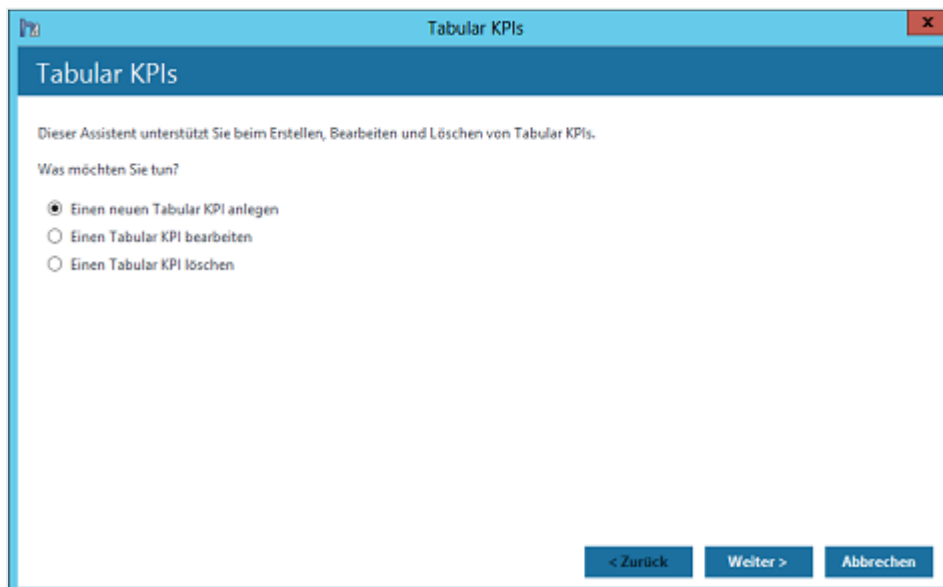 Tabular KPIs
x
Tabular KPIs
Dieser Assistent unterstützt Sie beim Erstellen, Bearbeiten und Löschen von Tabular KPIs.
Was möchten Sie tun?
Einen neuen Tabular KPI anlegen
Einen Tabular KPI bearbeiten
Einen Tabular KPI löschen
< Zurück Weiter > Abbrechen